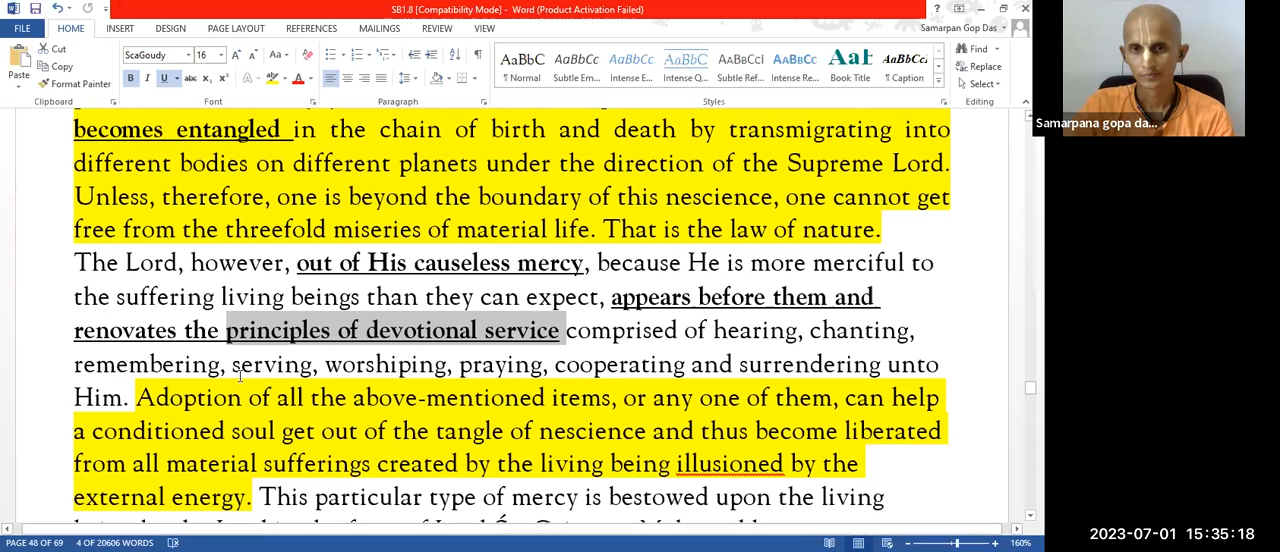 SB1.8 [Compatibility Mode] - Word (Product Activation Failed)
FILE HOME INSERT DESIGN PAGE LAYOUT REFERENCES MAILINGS REVIEW VIEW Samarpan Gop Das
Cut
Copy
Format Painter
Paste
ScaGoudy 16
Find
Replace
Select
AaBbC AaBbCc AaBbCc AaBbC AaBbCcI AaBbCc AaBI AaBbCc
¶ Normal Subtle Em... Intense E... Intense Q... Subtle Ref... Intense Re... Book Title ¶ Caption
Clipboard Font Paragraph Styles Editing
Samarpana gopa da...
becomes entangled in the chain of birth and death by transmigrating into
different bodies on different planets under the direction of the Supreme Lord.
Unless, therefore, one is beyond the boundary of this nescience, one cannot get
free from the threefold miseries of material life. That is the law of nature.
The Lord, however, out of His causeless mercy, because He is more merciful to
the suffering living beings than they can expect, appears before them and
renovates the principles of devotional service comprised of hearing, chanting,
remembering, serving, worshiping, praying, cooperating and surrendering unto
Him. Adoption of all the above-mentioned items, or any one of them, can help
a conditioned soul get out of the tangle of nescience and thus become liberated
from all material sufferings created by the living being illusioned by the
external energy. This particular type of mercy is bestowed upon the living
PAGE 48 OF 69 4 OF 20606 WORDS 160%
2023-07-01 15:35:18